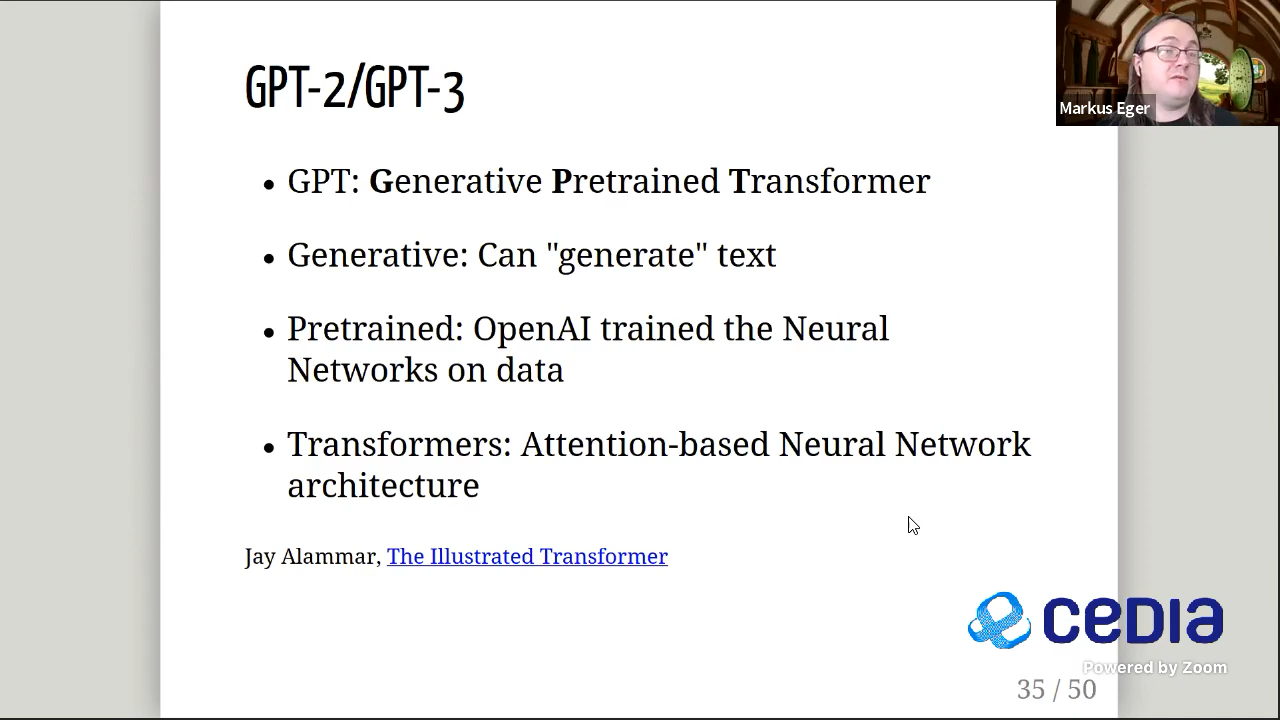 GPT-2/GPT-3
Markus Eger
• GPT: Generative Pretrained Transformer
• Generative: Can "generate" text
• Pretrained: OpenAI trained the Neural
Networks on data
• Transformers: Attention-based Neural Network
architecture
Jay Alammar, The Illustrated Transformer
CEDIA
Powered by Zoom
35 / 50